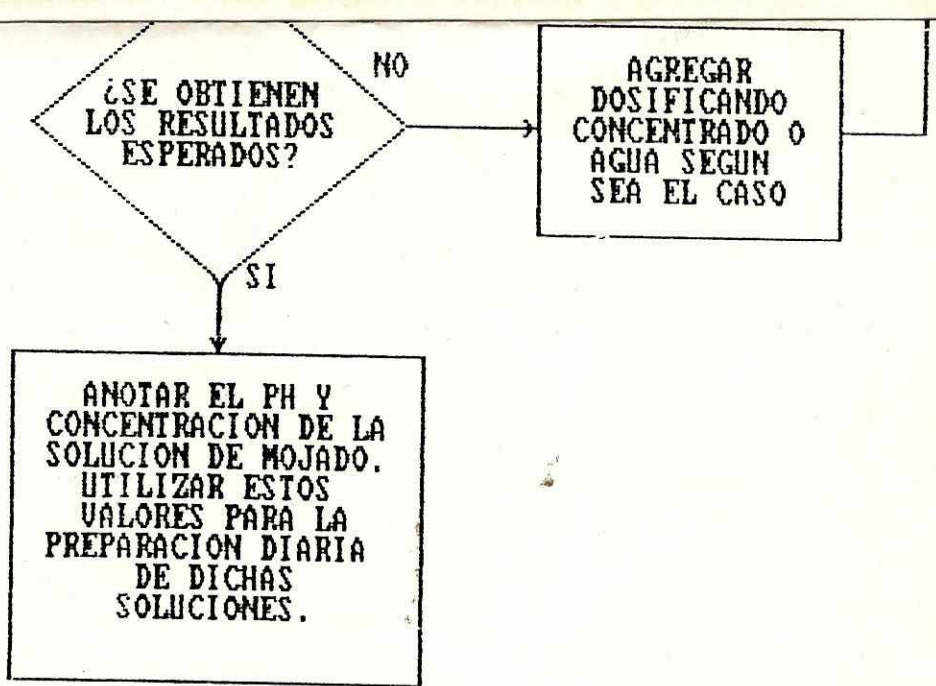 ¿SE OBTIENEN
LOS RESULTADOS
ESPERADOS?
NO
AGREGAR
DOSIFICANDO
CONCENTRADO O
AGUA SEGUN
SEA EL CASO
SI
ANOTAR EL PH Y
CONCENTRACION DE LA
SOLUCION DE MOJADO.
UTILIZAR ESTOS
VALORES PARA LA
PREPARACION DIARIA
DE DICHAS
SOLUCIONES.